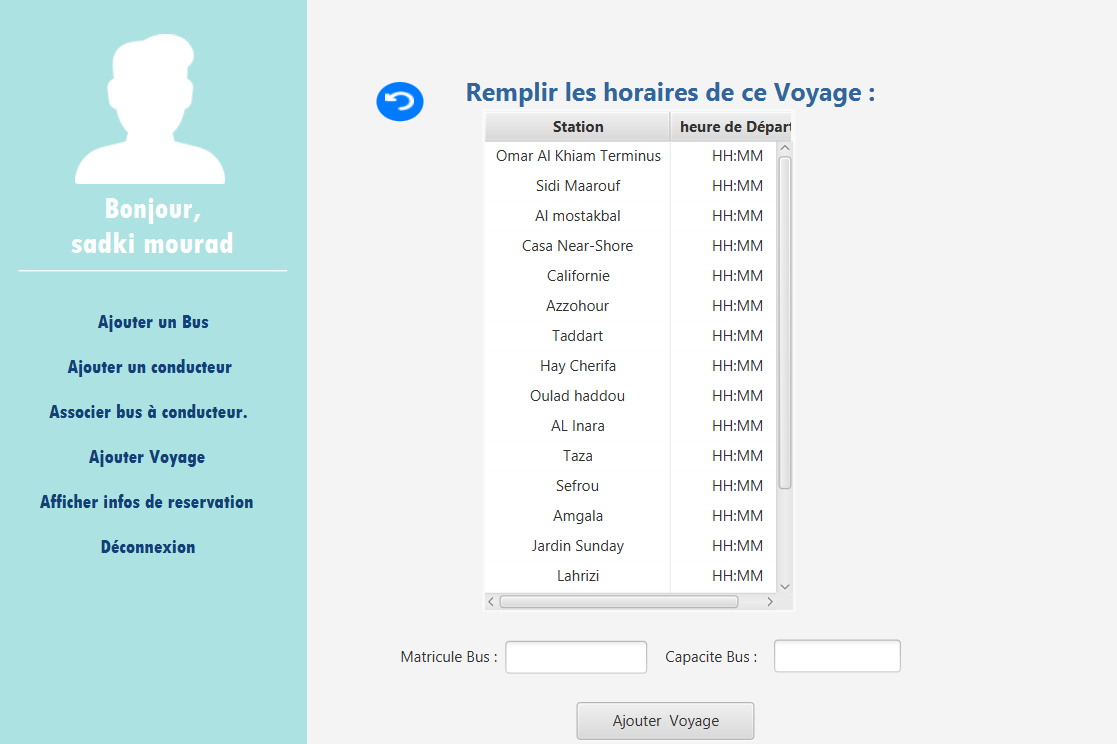 Bonjour,
sadki mourad
Ajouter un Bus
Ajouter un conducteur
Associer bus à conducteur.
Ajouter Voyage
Afficher infos de reservation
Déconnexion
Remplir les horaires de ce Voyage :
Station heure de Départ
Omar Al Khiam Terminus HH:MM
Sidi Maarouf HH:MM
Al mostakbal HH:MM
Casa Near-Shore HH:MM
Californie HH:MM
Azzohour HH:MM
Taddart HH:MM
Hay Cherifa HH:MM
Oulad haddou HH:MM
AL Inara HH:MM
Taza HH:MM
Sefrou HH:MM
Amgala HH:MM
Jardin Sunday HH:MM
Lahrizi HH:MM
Matricule Bus : Capacite Bus :
Ajouter Voyage